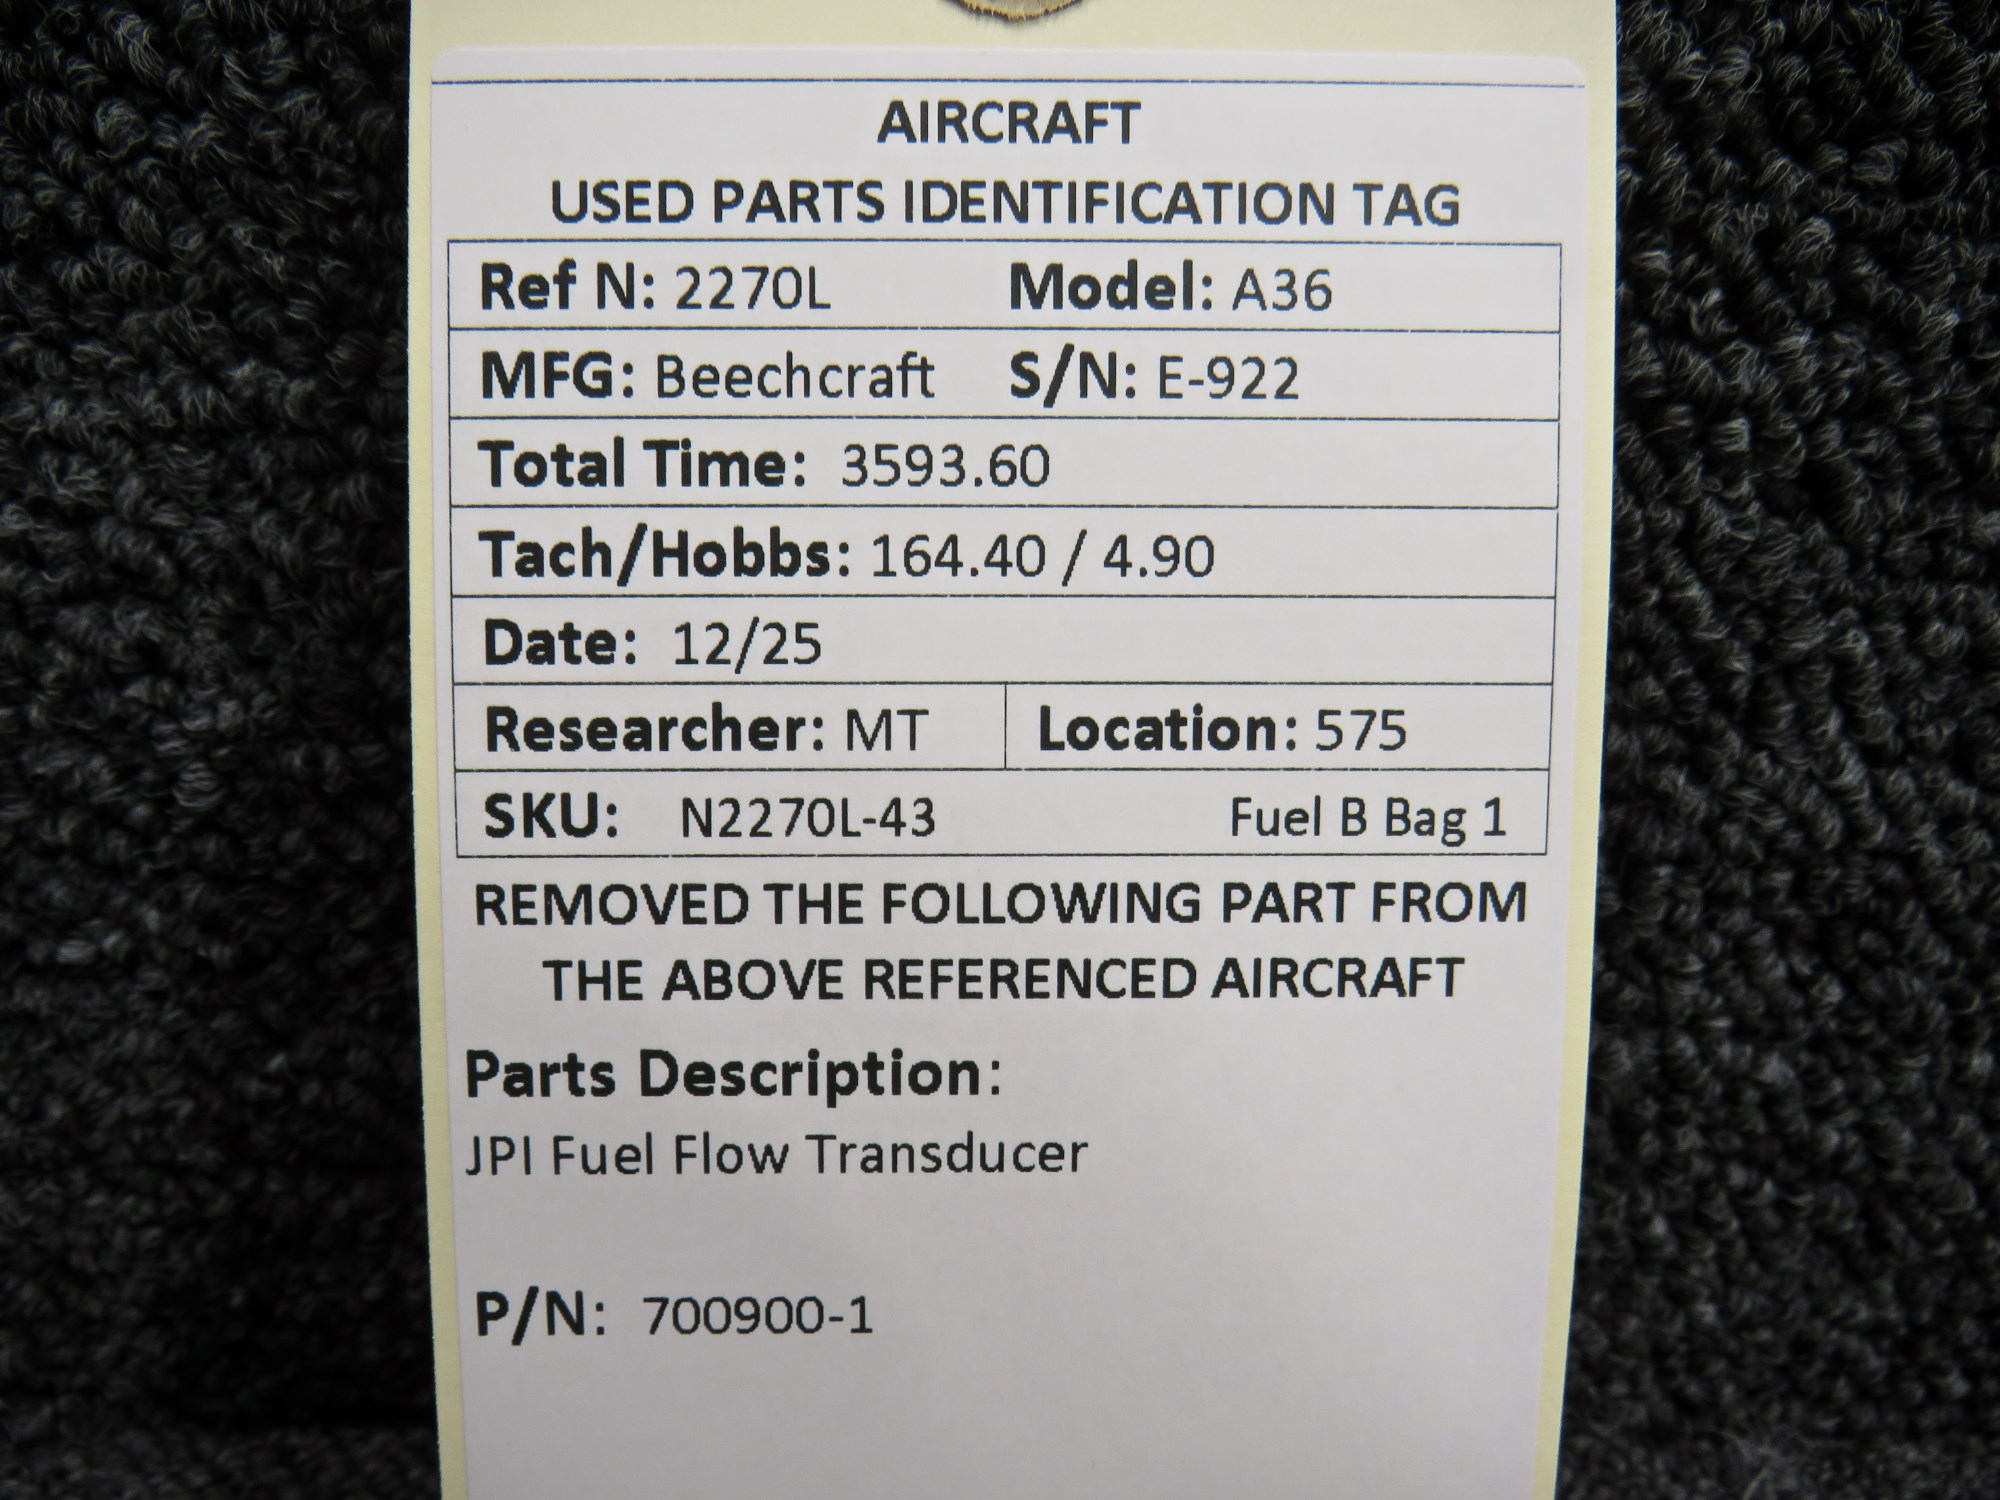 AIRCRAFT
USED PARTS IDENTIFICATION TAG
Ref N: 2270L Model: A36
MFG: Beechcraft S/N: E-922
Total Time: 3593.60
Tach/Hobbs: 164.40 / 4.90
Date: 12/25
Researcher: MT Location: 575
SKU: N2270L-43 Fuel B Bag 1
REMOVED THE FOLLOWING PART FROM
THE ABOVE REFERENCED AIRCRAFT
Parts Description:
JPI Fuel Flow Transducer
P/N: 700900-1